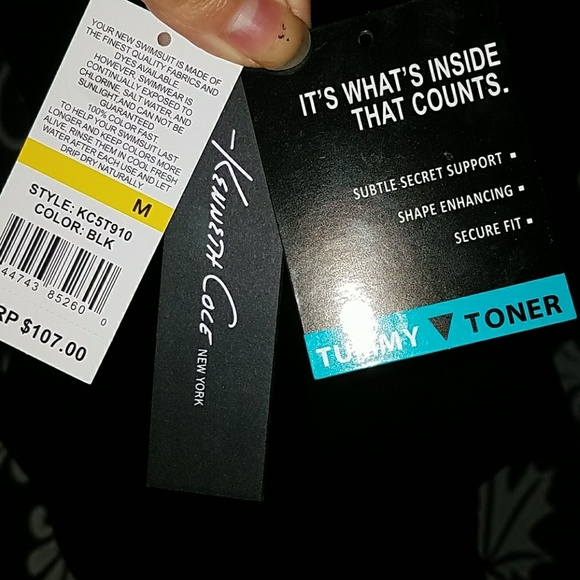 YOUR NEW SWIMSUIT IS MADE OF
THE FINEST QUALITY FABRICS AND
DYES AVAILABLE.
HOWEVER, SWIMWEAR IS
CONTINUALLY EXPOSED TO
CHLORINE, SALT WATER, AND
SUNLIGHT, AND CAN NOT BE
GUARANTEED
100% COLOR FAST.
TO HELP YOUR SWIMSUIT LAST
LONGER AND KEEP COLORS MORE
ALIVE, RINSE THEM IN COOL FRESH
WATER AFTER EACH USE AND LET
DRIP DRY NATURALLY.
M
STYLE: KC5T910
COLOR: BLK
44743 85260 0
RP $107.00
KENNETH COLE
NEW YORK
IT'S WHAT'S INSIDE
THAT COUNTS.
SUBTLE SECRET SUPPORT ▪
SHAPE ENHANCING ▪
SECURE FIT ▪
TUMMY ▼ TONER